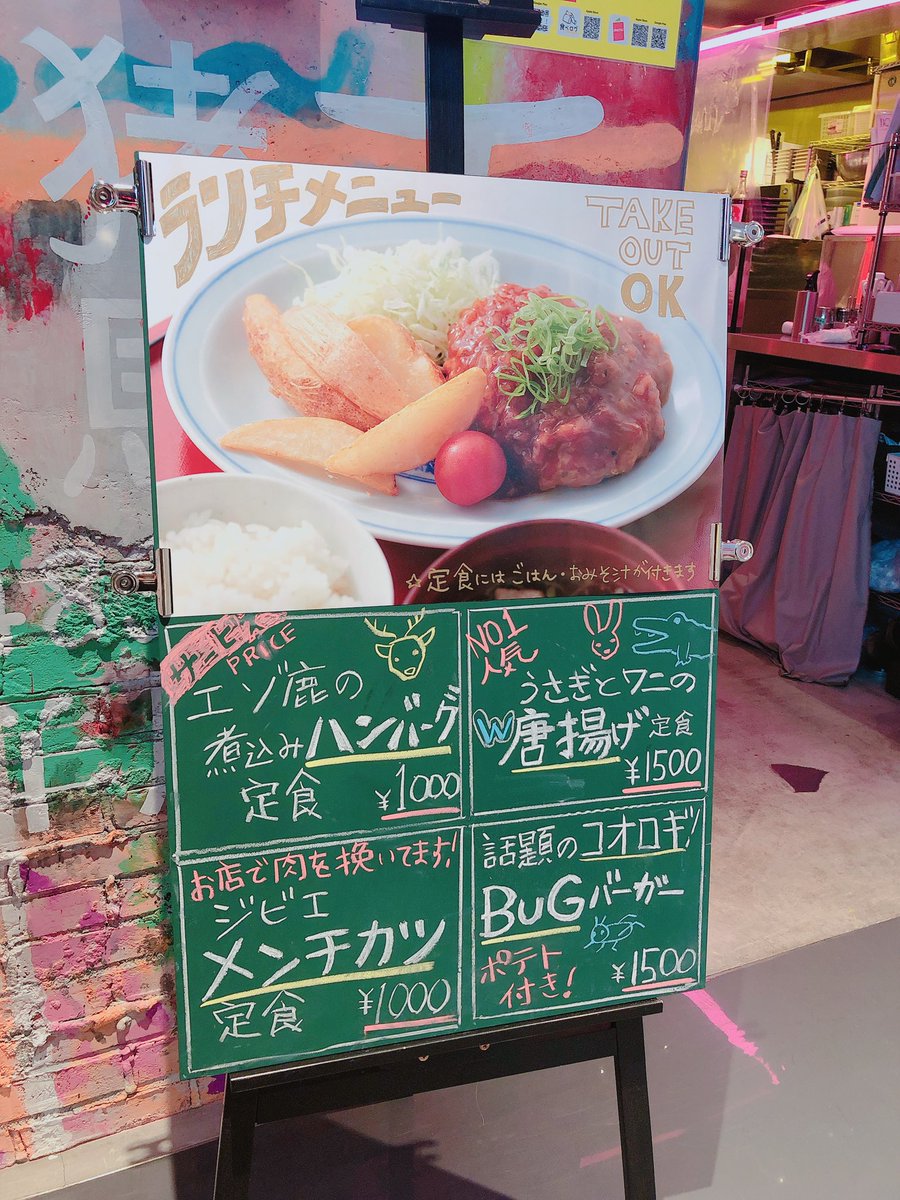 食べログ
ランチメニュー
TAKE
OUT
OK
☆定食にはごはん・おみそ汁が付きます
サービス
PRICE
エゾ鹿の
煮込みハンバーグ
定食 ¥1000
NO1
人気
うさぎとワニの
W唐揚げ定食
¥1500
お店で肉を挽いてます!
ジビエ
メンチカツ
定食 ¥1000
話題のコオロギ!
BUGバーガー
ポテト
付き!
¥1500